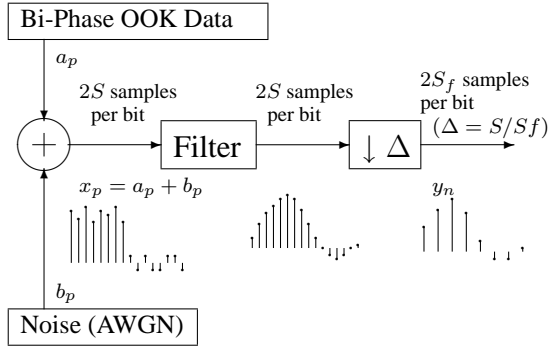 Bi-Phase OOK Data
a_p
2S samples
per bit
2S samples
per bit
2S_f samples
per bit
(Δ = S/Sf)
+
Filter
↓ Δ
x_p = a_p + b_p
y_n
b_p
Noise (AWGN)